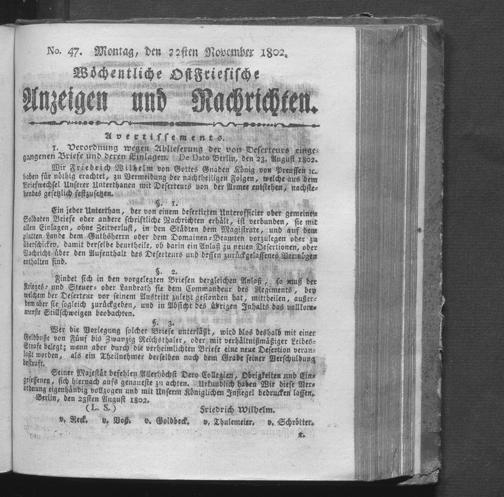 No. 47. Montag, den 22sten November 1802.
Wöchentliche OstFriesische
Anzeigen und Nachrichten.
Avertissements.
1. Verordnung wegen Ablieferung der von Deserteurs einge-
gangenen Briefe und deren Einlagen. De Dato Berlin, den 23. August 1802.
Wir Friedrich Wilhelm von Gottes Gnaden König von Preussen ꝛc.
haben für nöthig erachtet, zu Vermeidung der nachtheiligen Folgen, welche aus dem
Briefwechsel Unserer Unterthanen mit Deserteurs von der Armee entstehen, nachste-
hendes gesetzlich festzusetzen.
§. 1.
Ein jeder Unterthan, der von einem desertirten Unterofficier oder gemeinen
Soldaten Briefe oder andere schriftliche Nachrichten erhält, ist verbunden, sie mit
allen Einlagen, ohne Zeitverlust, in den Städten dem Magistrate, und auf dem
platten Lande dem Guthsherrn oder dem Domainen-Beamten vorzulegen oder zu
überschicken, damit derselbe beurtheile, ob darin ein Anlaß zu neuen Desertionen, oder
Nachricht über den Aufenthalt des Deserteurs und dessen zurückgelassenes Vermögen
enthalten sind.
§. 2.
Findet sich in den vorgelegten Briefen dergleichen Anlaß, so muß der
Krieges- und Steuer- oder Landrath sie dem Commandeur des Regiments, bey
welchem der Deserteur vor seinem Austritt zuletzt gestanden hat, mittheilen, außer-
dem aber sie sogleich zurückgeben, und in Absicht des übrigen Inhalts das vollkom-
menste Stillschweigen beobachten.
§. 3.
Wer die Vorlegung solcher Briefe unterläßt, wird blos deshalb mit einer
Geldbuße von Fünf bis Zwanzig Reichsthaler, oder mit verhältnißmäßiger Leibes-
Strafe belegt; wenn aber durch die verheimlichten Briefe eine neue Desertion veran-
laßt worden, als ein Theilnehmer derselben nach dem Grade seiner Verschuldung
bestraft.
Seiner Majestät befehlen Allerhöchst Dero Collegien, Obrigkeiten und Ein-
gesessenen, sich hiernach aufs genaueste zu achten. Urkundlich haben Wir diese Ver-
ordnung eigenhändig vollzogen und mit Unserm Königlichen Insiegel bedrucken lassen.
Berlin, den 23sten August 1802.
(L. S.) Friedrich Wilhelm.
v. Reck. v. Voß. v. Goldbeck. v. Thulemeier. v. Schrötter.
2.